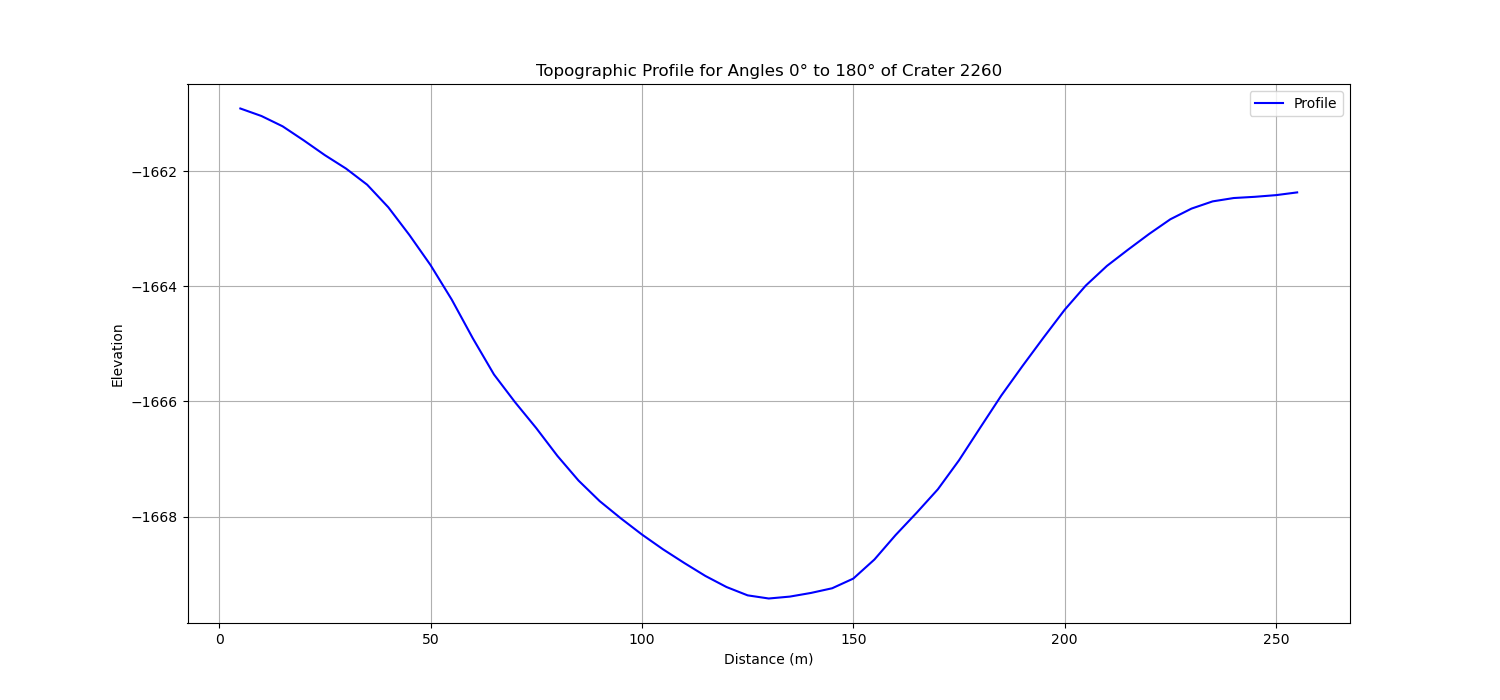 Topographic Profile for Angles 0° to 180° of Crater 2260
Profile
−1662
−1664
−1666
−1668
Elevation
0 50 100 150 200 250
Distance (m)